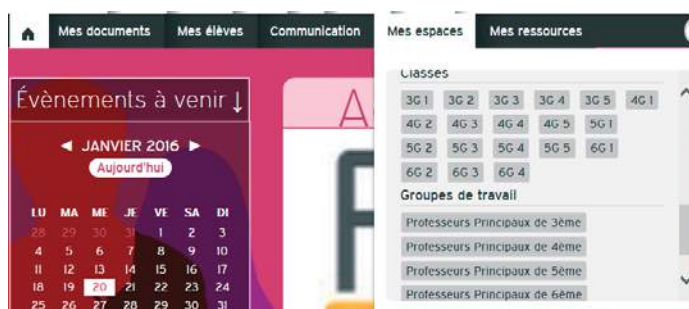 Mes documents Mes élèves Communication Mes espaces Mes ressources
Évènements à venir ↓
◄ JANVIER 2016 ►
Aujourd'hui
LU MA ME JE VE SA DI
28 29 30 31 1 2 3
4 5 6 7 8 9 10
11 12 13 14 15 16 17
18 19 20 21 22 23 24
25 26 27 28 29 30 31
A
Classes
3G 1 3G 2 3G 3 3G 4 3G 5 4G 1
4G 2 4G 3 4G 4 4G 5 5G 1
5G 2 5G 3 5G 4 5G 5 6G 1
6G 2 6G 3 6G 4
Groupes de travail
Professeurs Principaux de 3ème
Professeurs Principaux de 4ème
Professeurs Principaux de 5ème
Professeurs Principaux de 6ème